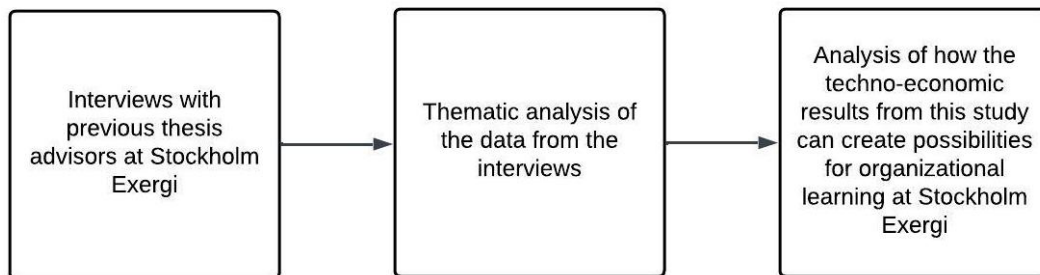 Interviews with
previous thesis
advisors at Stockholm
Exergi
Thematic analysis of
the data from the
interviews
Analysis of how the
techno-economic
results from this study
can create possibilities
for organizational
learning at Stockholm
Exergi